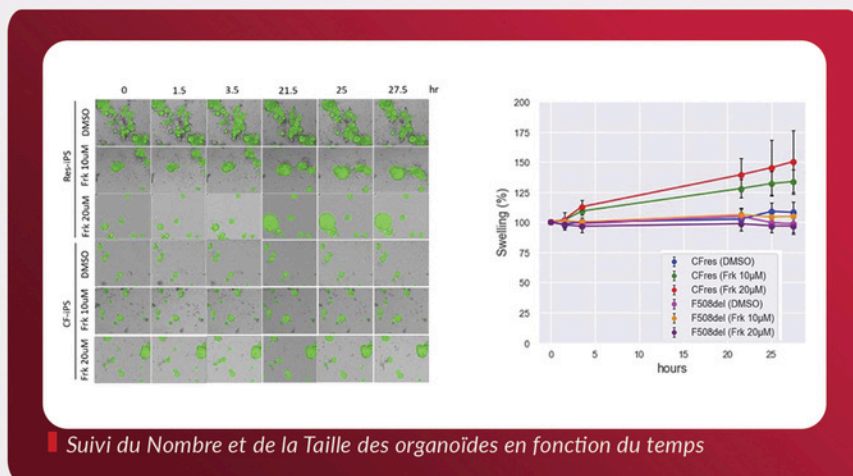 0 1.5 3.5 21.5 25 27.5 hr
Res-iPS
DMSO
Frk 10uM
Frk 20uM
CF-iPS
DMSO
Frk 10uM
Frk 20uM
200
175
150
125
100
75
50
25
0
Swelling (%)
CFres (DMSO)
CFres (Frk 10µM)
CFres (Frk 20µM)
F508del (DMSO)
F508del (Frk 10µM)
F508del (Frk 20µM)
0 5 10 15 20 25
hours
Suivi du Nombre et de la Taille des organoïdes en fonction du temps